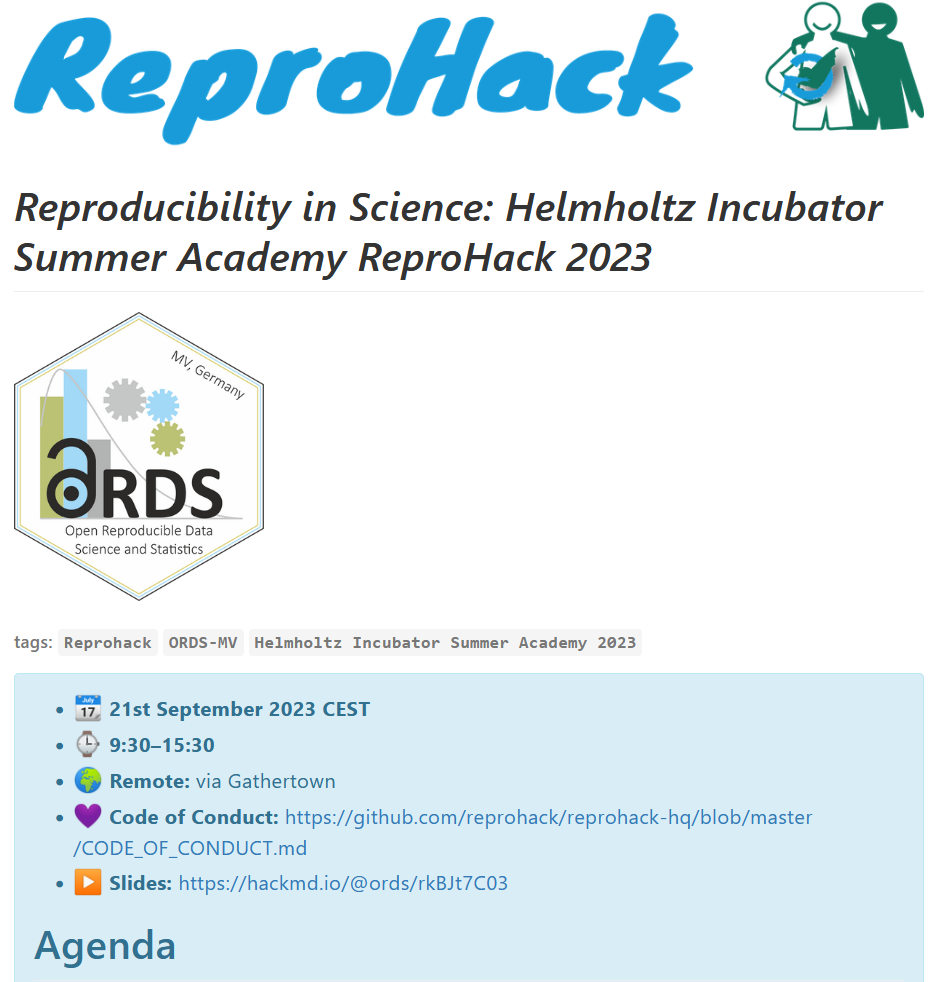 ReproHack
Reproducibility in Science: Helmholtz Incubator
Summer Academy ReproHack 2023
MV, Germany
ORDS
Open Reproducible Data
Science and Statistics
tags: Reprohack ORDS-MV Helmholtz Incubator Summer Academy 2023
July
17
21st September 2023 CEST
9:30–15:30
Remote: via Gathertown
Code of Conduct: https://github.com/reprohack/reprohack-hq/blob/master
/CODE_OF_CONDUCT.md
Slides: https://hackmd.io/@ords/rkBJt7C03
Agenda